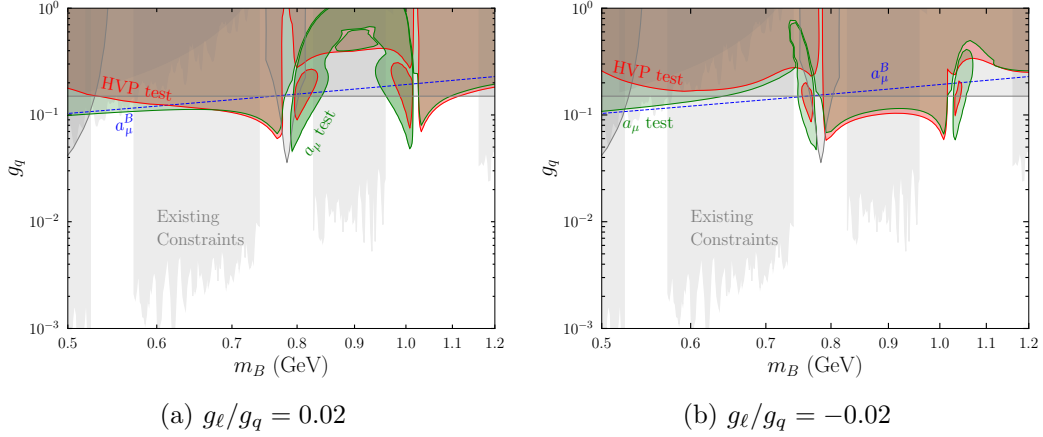 10^0
10^-1
10^-2
10^-3
g_q
HVP test
a_μ^B
a_μ test
Existing
Constraints
0.5 0.6 0.7 0.8 0.9 1.0 1.1 1.2
m_B (GeV)
(a) g_ℓ/g_q = 0.02
10^0
10^-1
10^-2
10^-3
g_q
HVP test
a_μ^B
a_μ test
Existing
Constraints
0.5 0.6 0.7 0.8 0.9 1.0 1.1 1.2
m_B (GeV)
(b) g_ℓ/g_q = −0.02